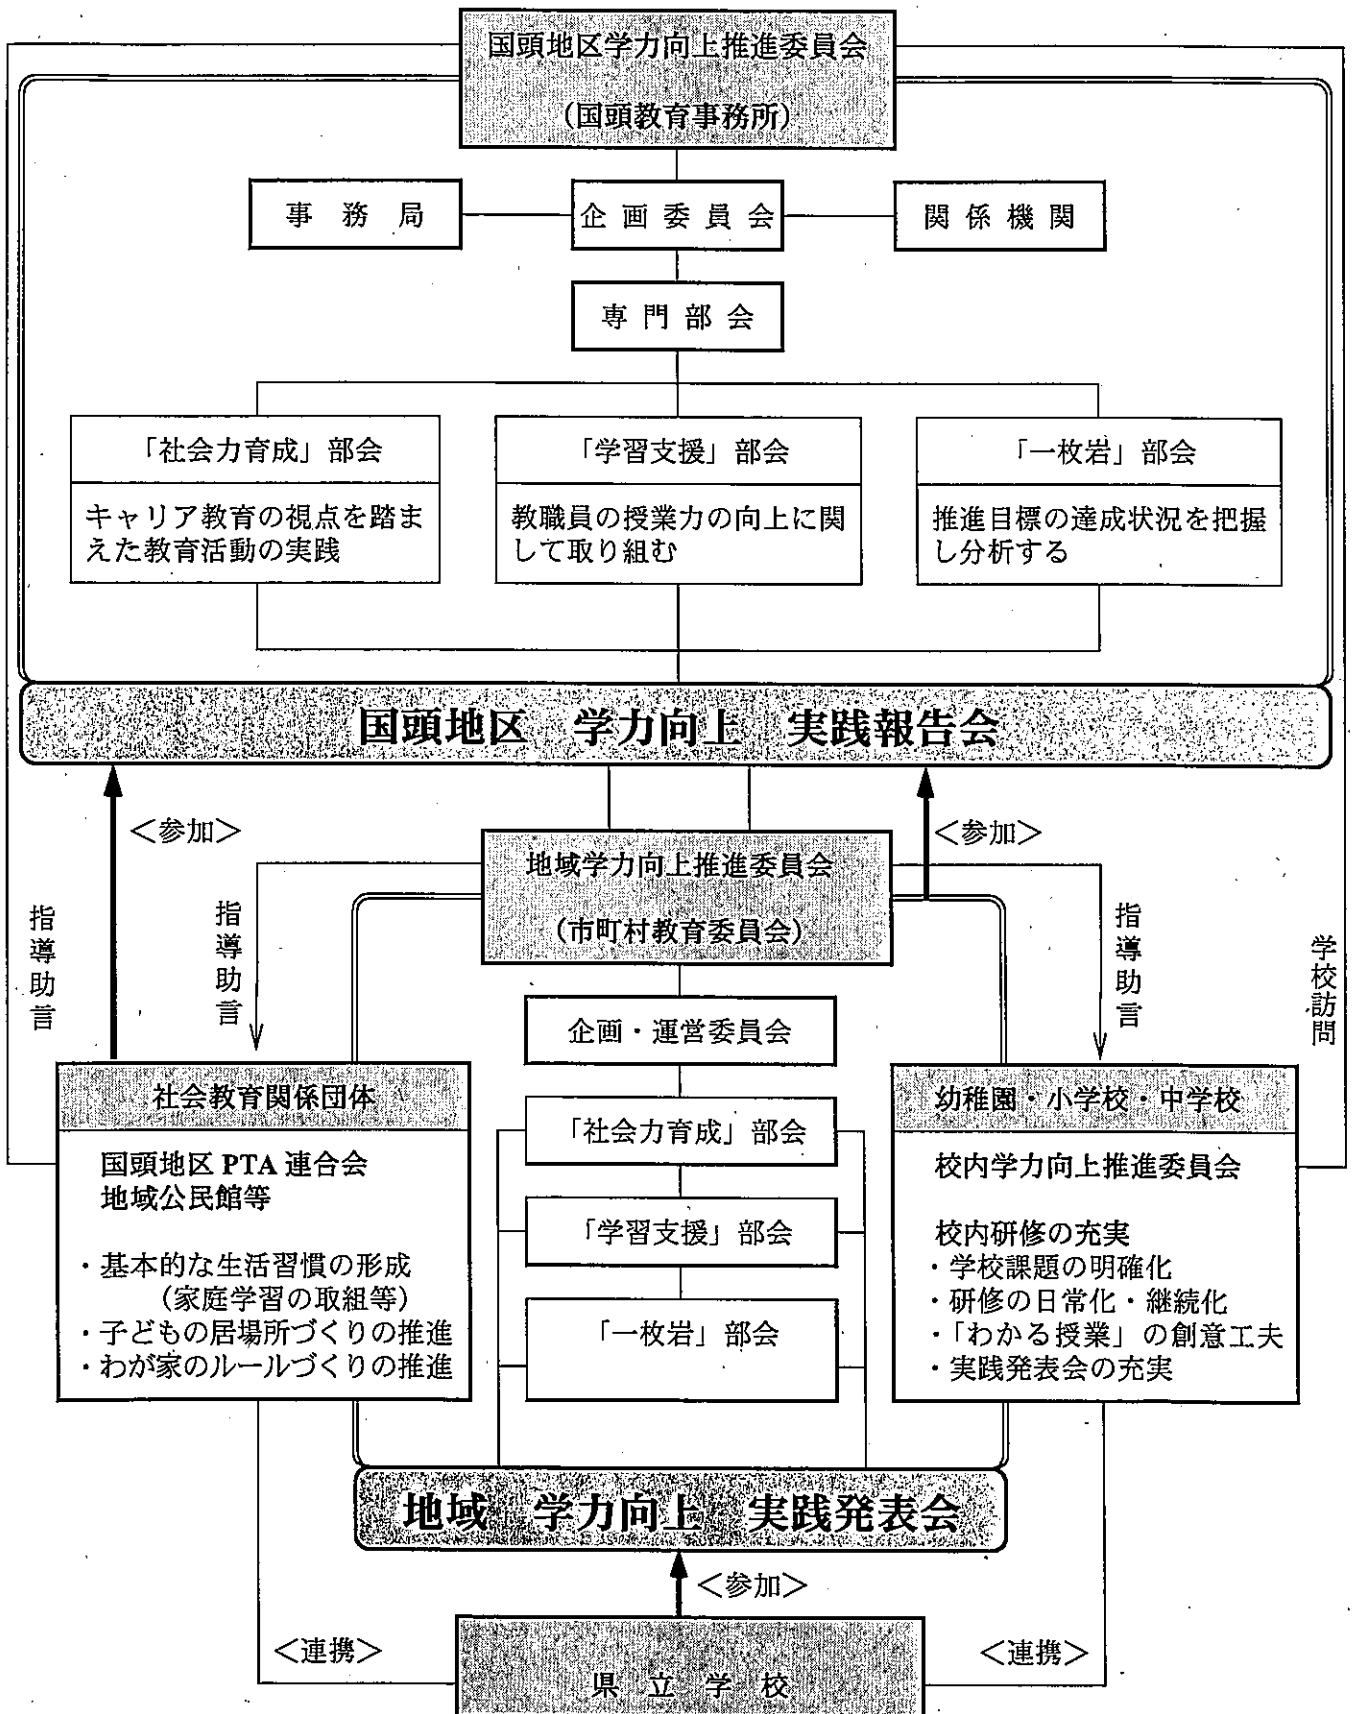 国頭地区学力向上推進委員会
(国頭教育事務所)
事務局
企画委員会
関係機関
専門部会
「社会力育成」部会
キャリア教育の視点を踏ま
えた教育活動の実践
「学習支援」部会
教職員の授業力の向上に関
して取り組む
「一枚岩」部会
推進目標の達成状況を把握
し分析する
国頭地区 学力向上 実践報告会
＜参加＞
＜参加＞
地域学力向上推進委員会
(市町村教育委員会)
指導助言
指導助言
指導助言
学校訪問
企画・運営委員会
「社会力育成」部会
「学習支援」部会
「一枚岩」部会
社会教育関係団体
国頭地区 PTA 連合会
地域公民館等
・基本的な生活習慣の形成
（家庭学習の取組等）
・子どもの居場所づくりの推進
・わが家のルールづくりの推進
幼稚園・小学校・中学校
校内学力向上推進委員会
校内研修の充実
・学校課題の明確化
・研修の日常化・継続化
・「わかる授業」の創意工夫
・実践発表会の充実
地域 学力向上 実践発表会
＜参加＞
＜連携＞
＜連携＞
県立学校